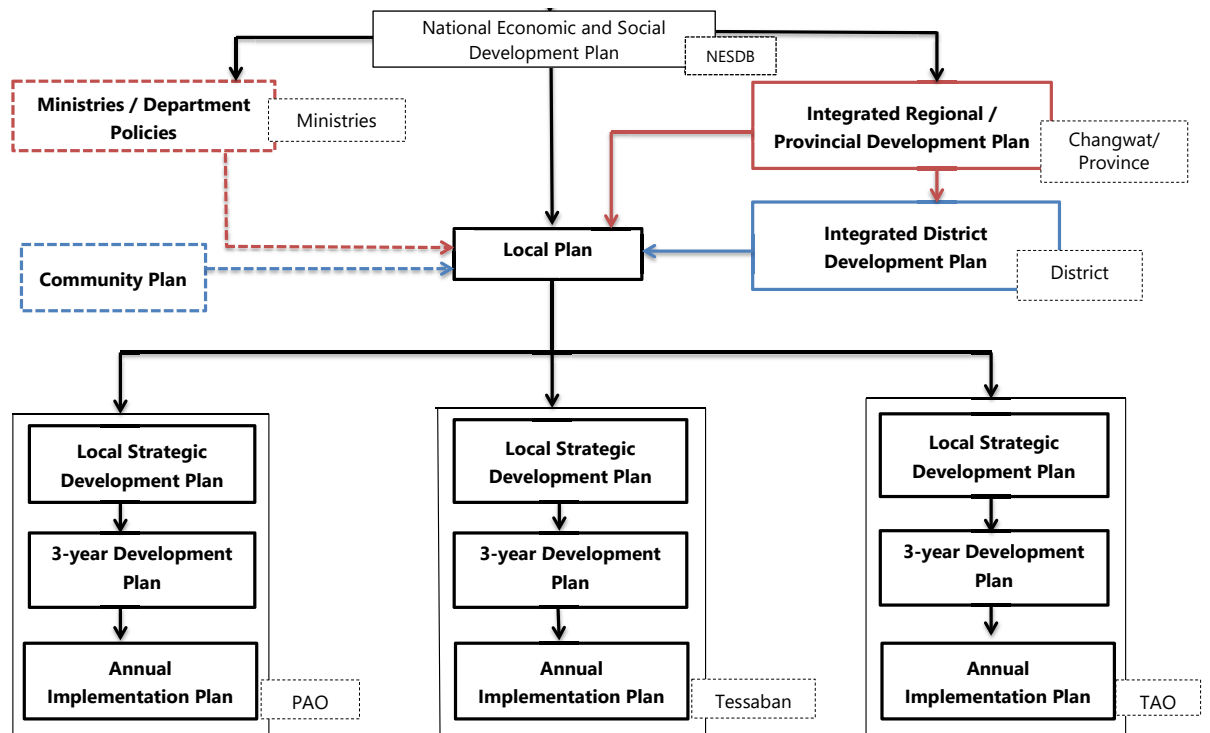 National Economic and Social
Development Plan
NESDB
Ministries / Department
Policies
Ministries
Integrated Regional /
Provincial Development Plan
Changwat/
Province
Local Plan
Integrated District
Development Plan
District
Community Plan
Local Strategic
Development Plan
3-year Development
Plan
Annual
Implementation Plan
PAO
Local Strategic
Development Plan
3-year Development
Plan
Annual
Implementation Plan
Tessaban
Local Strategic
Development Plan
3-year Development
Plan
Annual
Implementation Plan
TAO